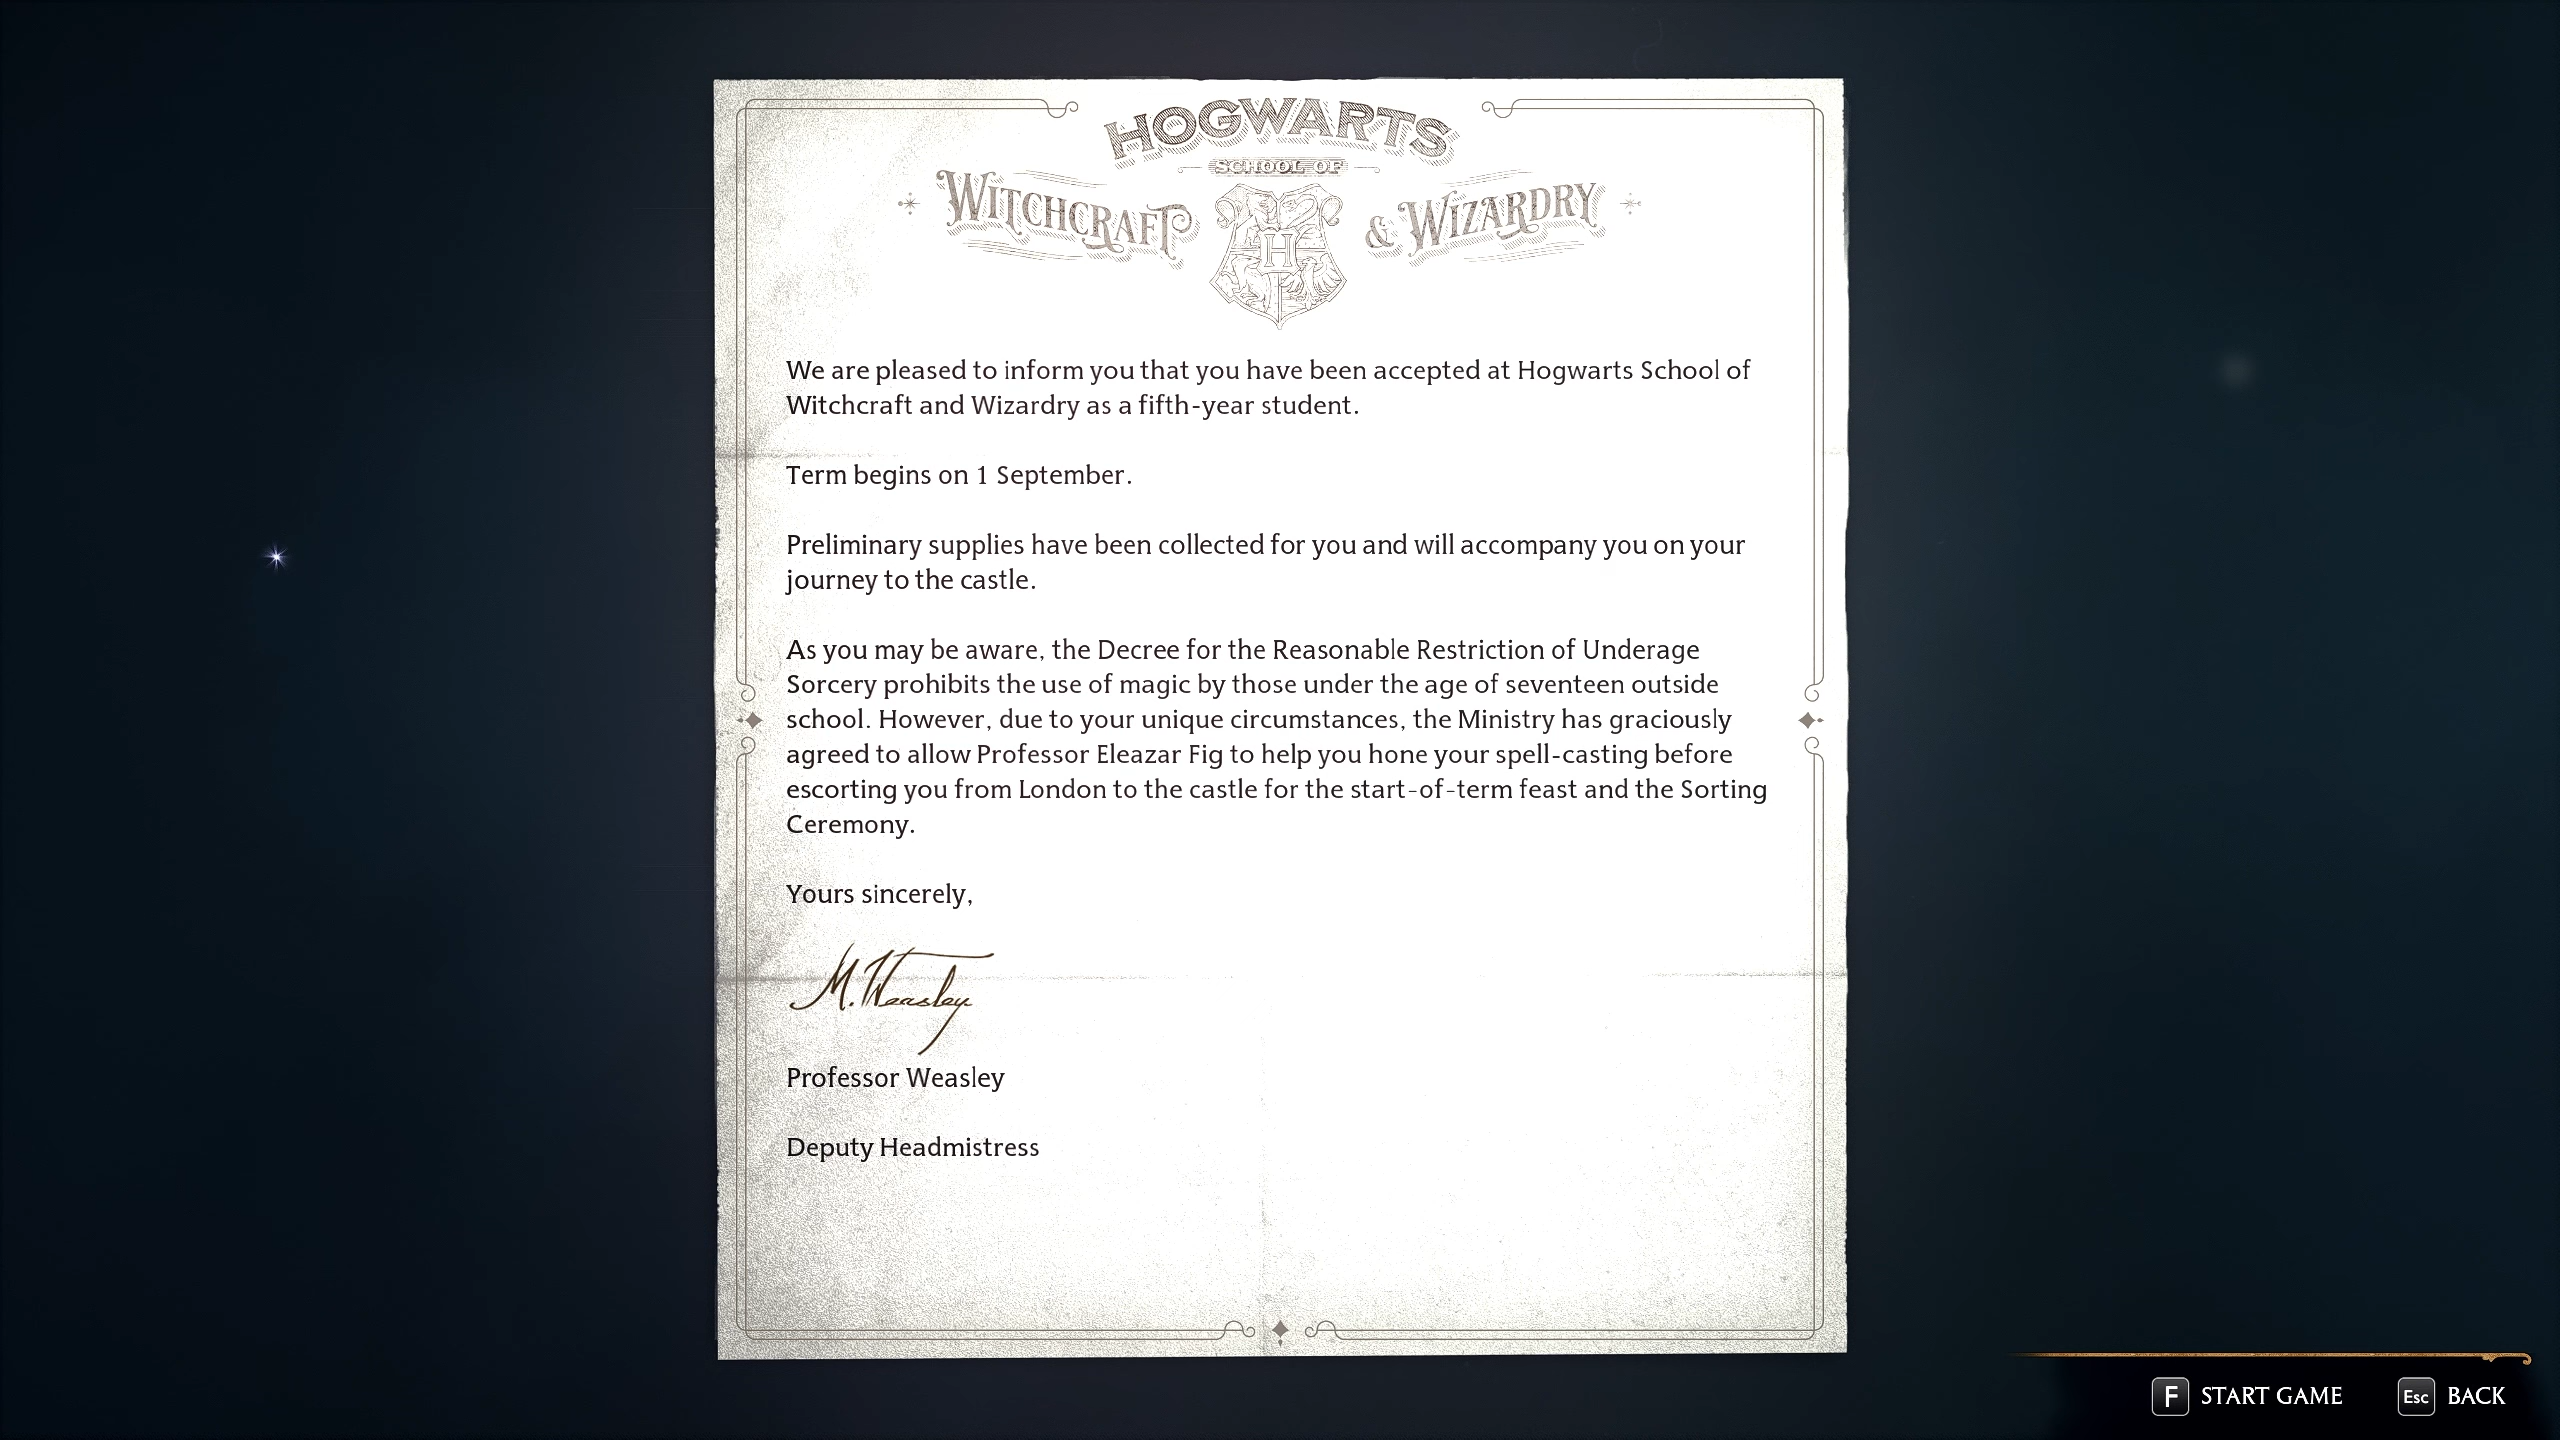 HOGWARTS
SCHOOL OF
WITCHCRAFT & WIZARDRY
H
We are pleased to inform you that you have been accepted at Hogwarts School of
Witchcraft and Wizardry as a fifth-year student.
Term begins on 1 September.
Preliminary supplies have been collected for you and will accompany you on your
journey to the castle.
As you may be aware, the Decree for the Reasonable Restriction of Underage
Sorcery prohibits the use of magic by those under the age of seventeen outside
school. However, due to your unique circumstances, the Ministry has graciously
agreed to allow Professor Eleazar Fig to help you hone your spell-casting before
escorting you from London to the castle for the start-of-term feast and the Sorting
Ceremony.
Yours sincerely,
M. Weasley
Professor Weasley
Deputy Headmistress
F START GAME Esc BACK